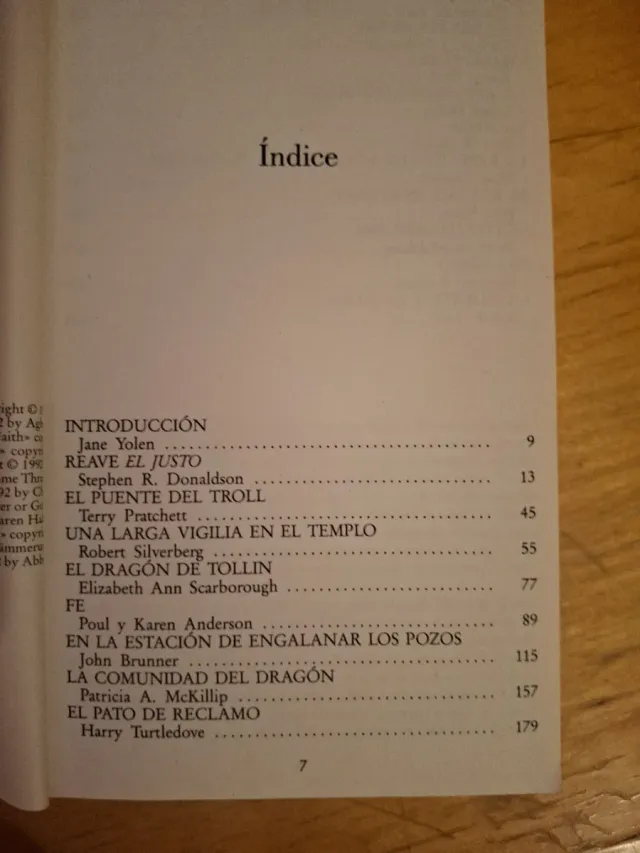 Índice
INTRODUCCIÓN
Jane Yolen ........................................ 9
REAVE EL JUSTO
Stephen R. Donaldson ........................................ 13
EL PUENTE DEL TROLL
Terry Pratchett ........................................ 45
UNA LARGA VIGILIA EN EL TEMPLO
Robert Silverberg ........................................ 55
EL DRAGÓN DE TOLLIN
Elizabeth Ann Scarborough ........................................ 77
FE
Poul y Karen Anderson ........................................ 89
EN LA ESTACIÓN DE ENGALANAR LOS POZOS
John Brunner ........................................ 115
LA COMUNIDAD DEL DRAGÓN
Patricia A. McKillip ........................................ 157
EL PATO DE RECLAMO
Harry Turtledove ........................................ 179
7